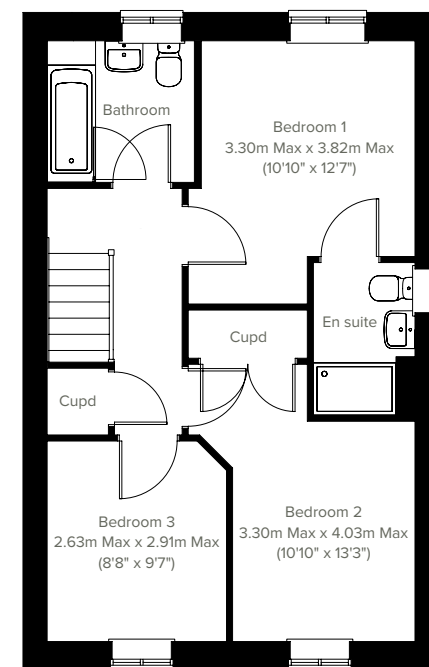 Bathroom
Bedroom 1
3.30m Max x 3.82m Max
(10'10" x 12'7")
En suite
Cupd
Cupd
Bedroom 3
2.63m Max x 2.91m Max
(8'8" x 9'7")
Bedroom 2
3.30m Max x 4.03m Max
(10'10" x 13'3")